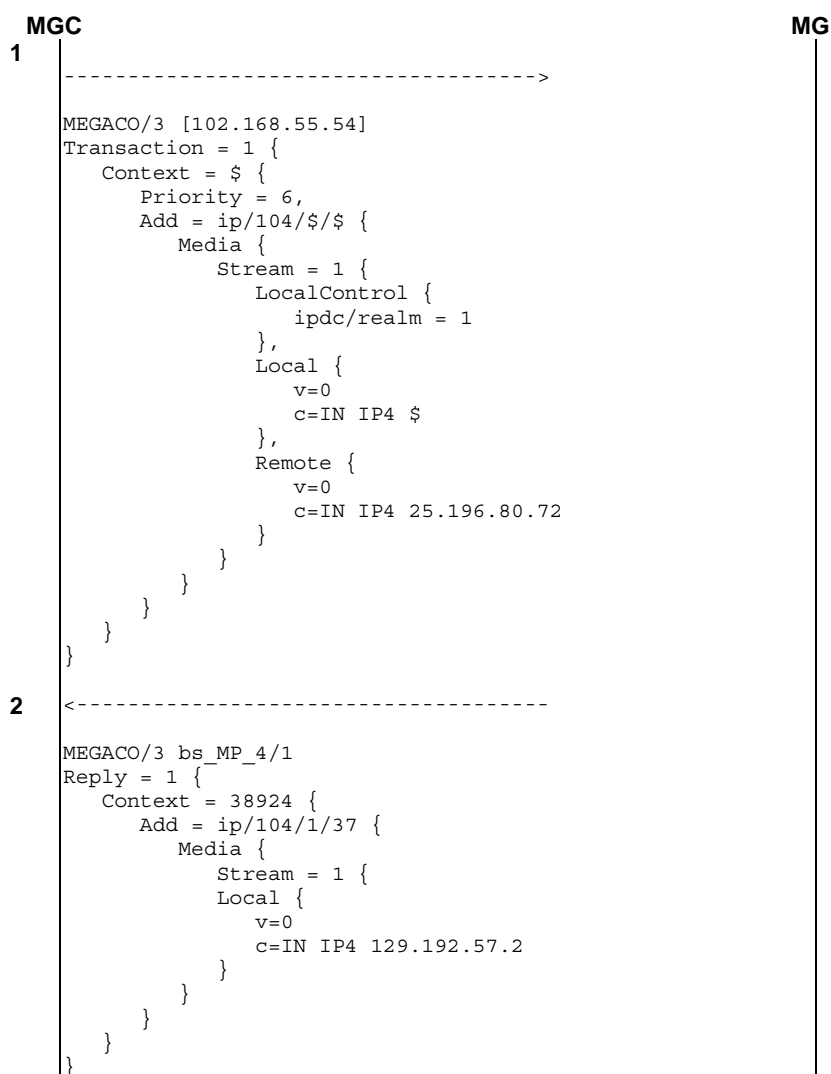 MGC MG
1
------------------------------------->
MEGACO/3 [102.168.55.54]
Transaction = 1 {
   Context = $ {
      Priority = 6,
      Add = ip/104/$/$ {
         Media {
            Stream = 1 {
               LocalControl {
                  ipdc/realm = 1
               },
               Local {
                  v=0
                  c=IN IP4 $
               },
               Remote {
                  v=0
                  c=IN IP4 25.196.80.72
               }
            }
         }
      }
   }
}
2 <-------------------------------------
MEGACO/3 bs_MP_4/1
Reply = 1 {
   Context = 38924 {
      Add = ip/104/1/37 {
         Media {
            Stream = 1 {
            Local {
               v=0
               c=IN IP4 129.192.57.2
            }
         }
      }
   }
}